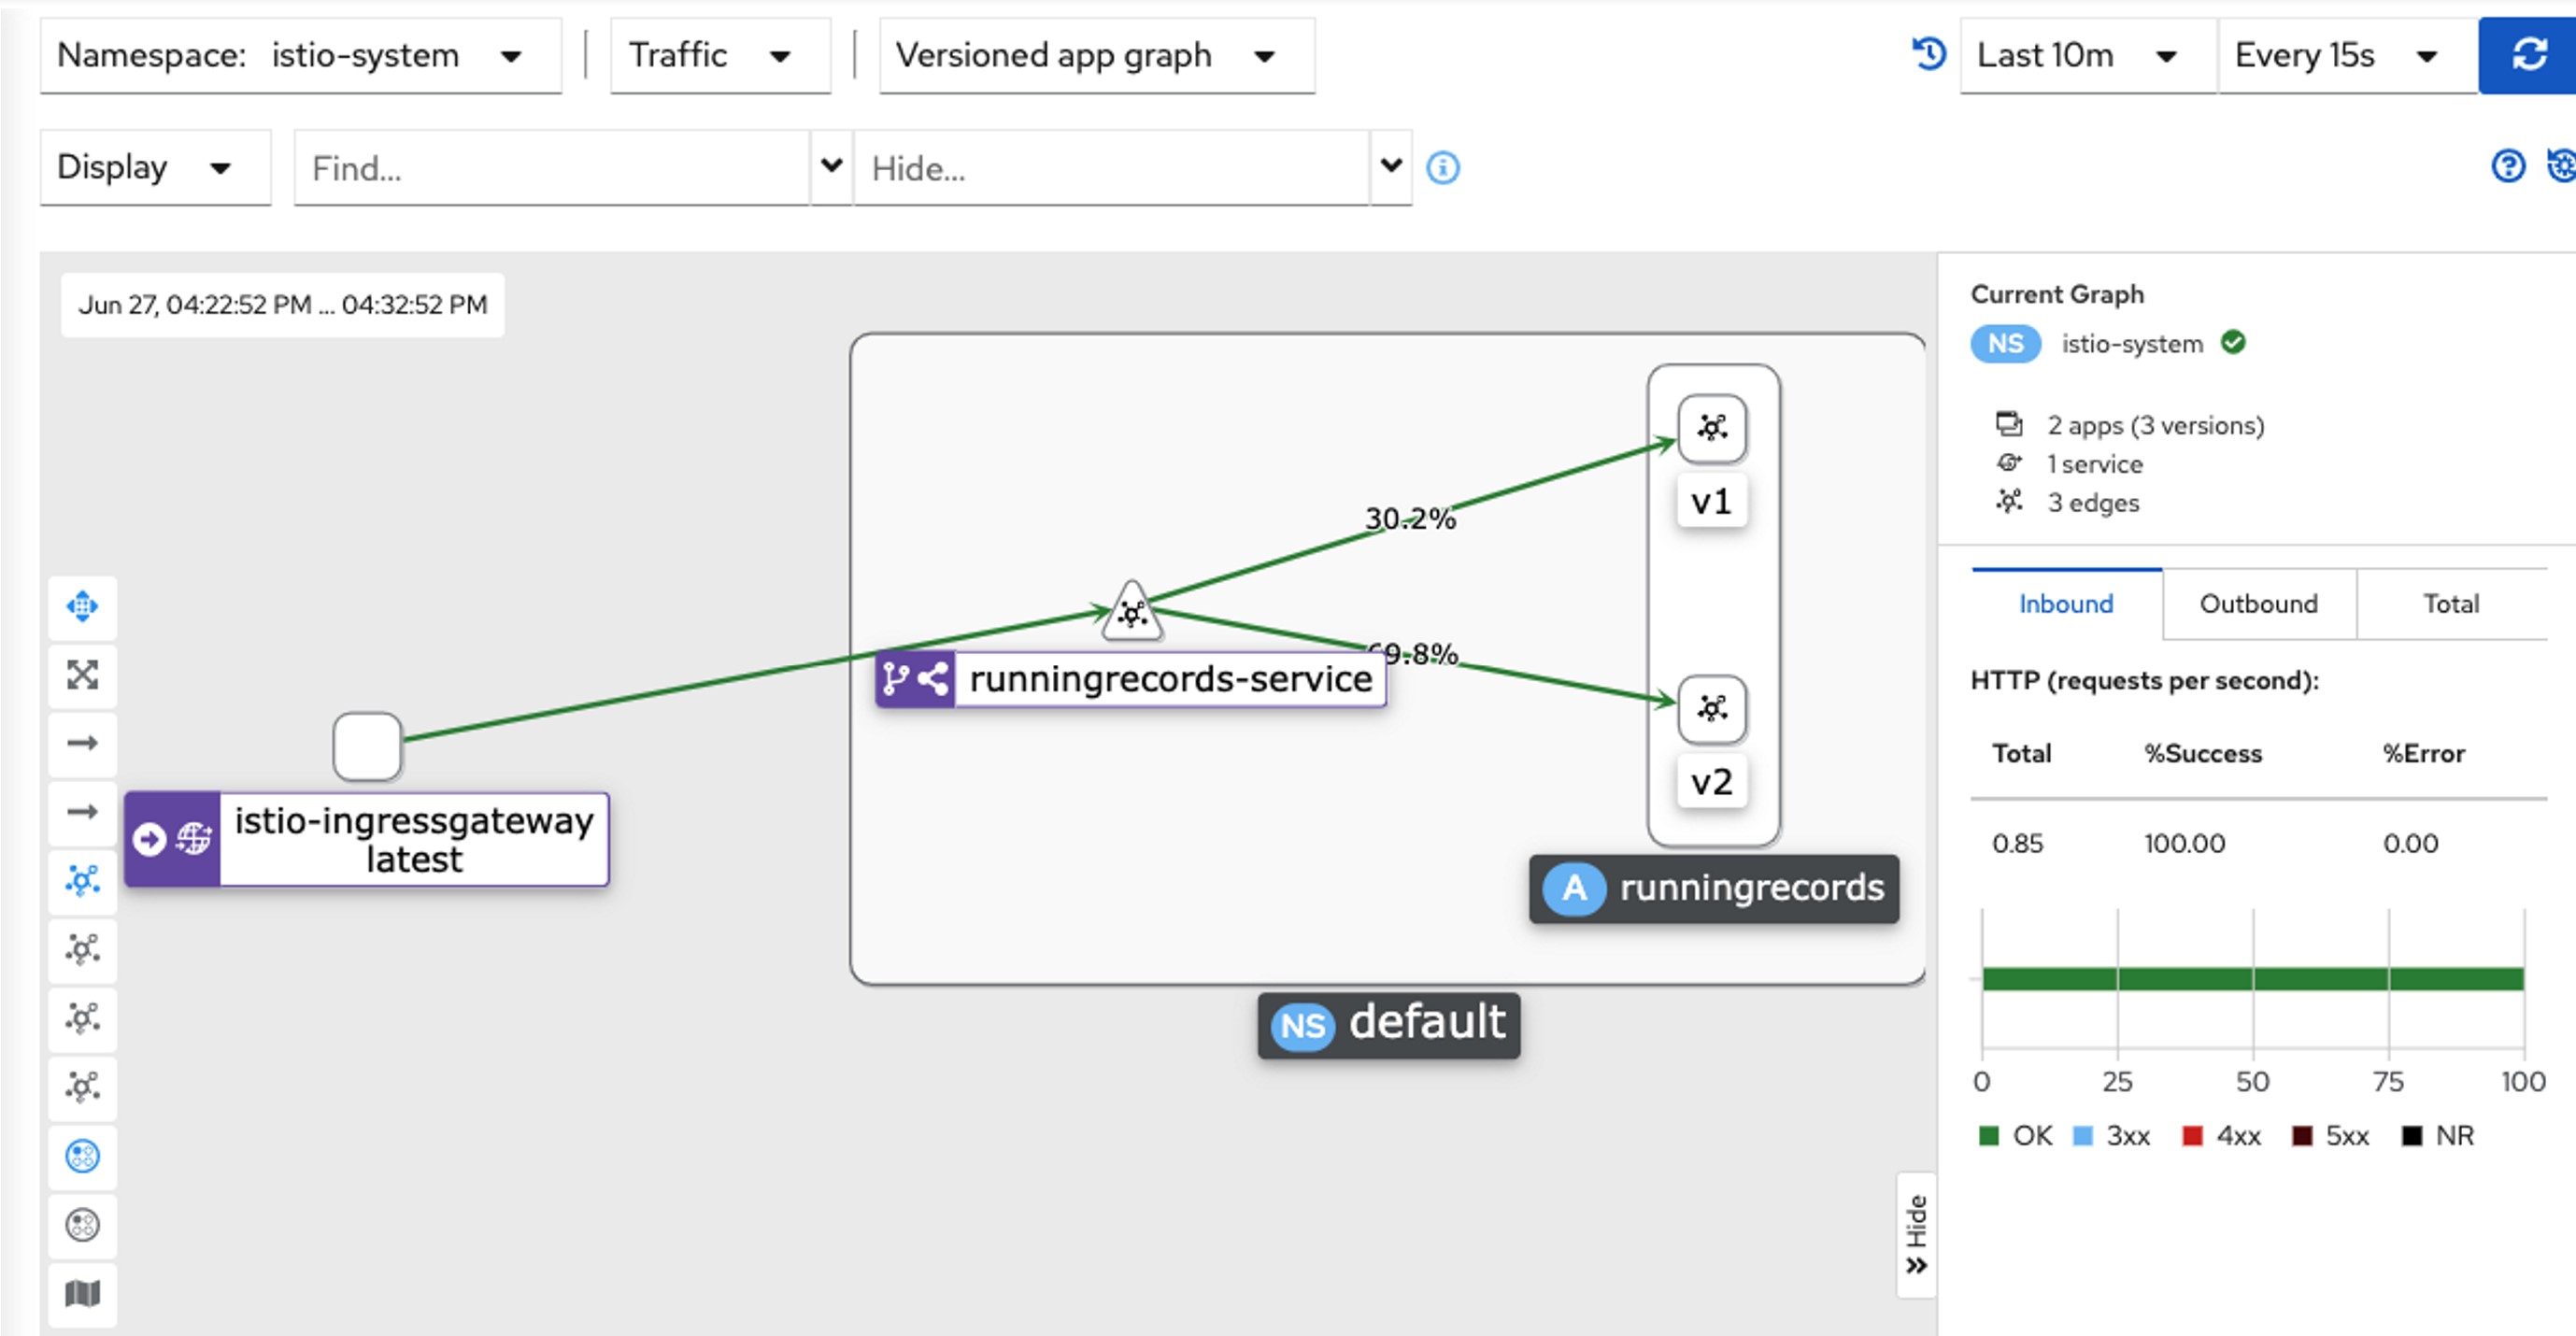 Namespace: istio-system
Traffic
Versioned app graph
Last 10m
Every 15s
Display
Find...
Hide...
Jun 27, 04:22:52 PM ... 04:32:52 PM
30.2%
v1
69.8%
runningrecords-service
v2
istio-ingressgateway
latest
A runningrecords
NS default
Hide
Current Graph
NS istio-system
2 apps (3 versions)
1 service
3 edges
Inbound
Outbound
Total
HTTP (requests per second):
Total %Success %Error
0.85 100.00 0.00
0 25 50 75 100
OK 3xx 4xx 5xx NR